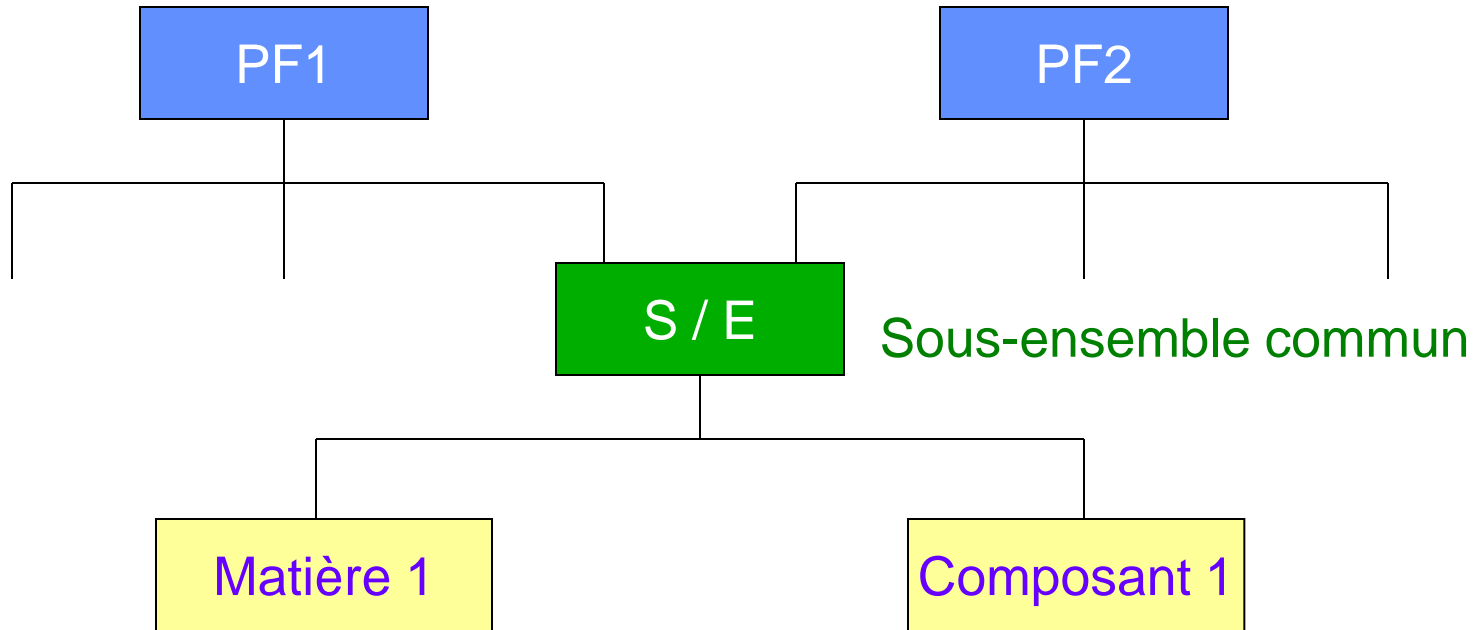 PF1
PF2
S / E
Sous-ensemble commun
Matière 1
Composant 1